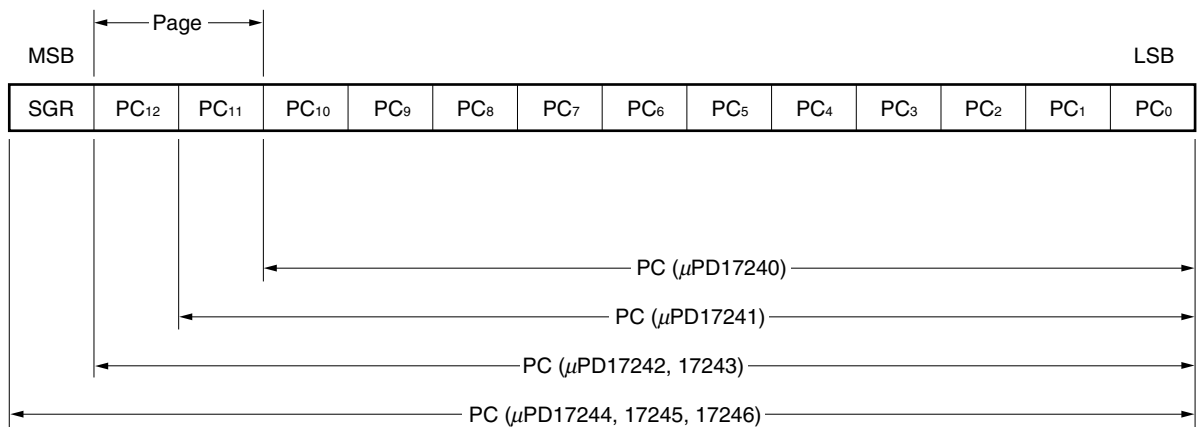 Page
MSB LSB
SGR PC12 PC11 PC10 PC9 PC8 PC7 PC6 PC5 PC4 PC3 PC2 PC1 PC0
PC (μPD17240)
PC (μPD17241)
PC (μPD17242, 17243)
PC (μPD17244, 17245, 17246)